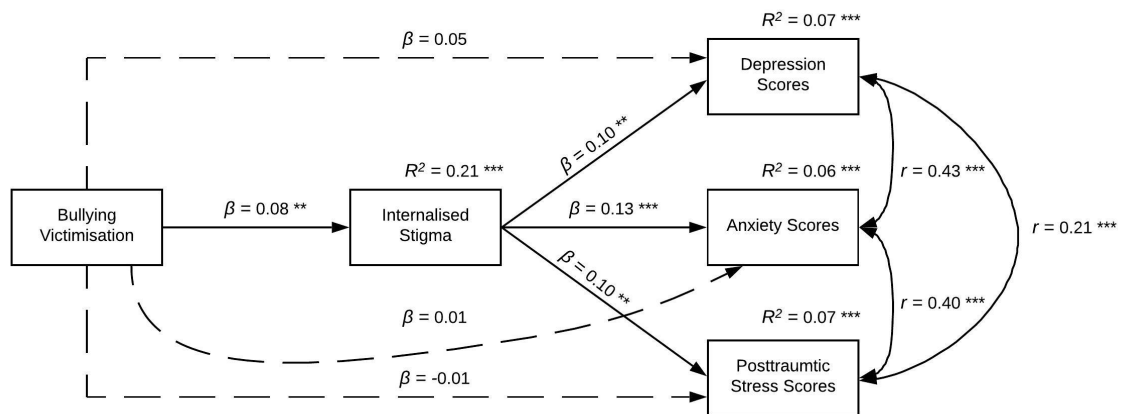 R² = 0.07 ***
β = 0.05
Depression
Scores
β = 0.10 **
R² = 0.21 ***
R² = 0.06 ***
r = 0.43 ***
Bullying
Victimisation
β = 0.08 **
Internalised
Stigma
β = 0.13 ***
Anxiety Scores
r = 0.21 ***
β = 0.10 **
r = 0.40 ***
β = 0.01
R² = 0.07 ***
β = -0.01
Posttraumtic
Stress Scores